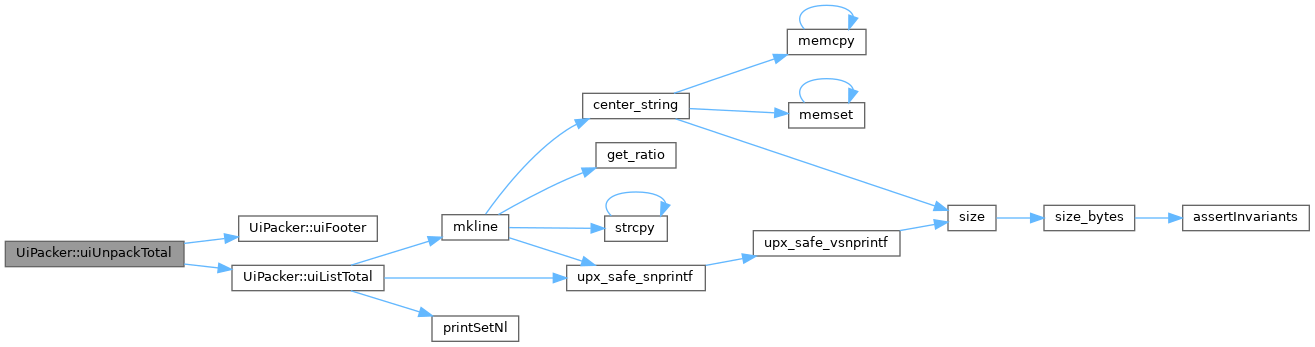 UiPacker::uiUnpackTotal
UiPacker::uiFooter
UiPacker::uiListTotal
mkline
center_string
memcpy
memset
get_ratio
strcpy
upx_safe_snprintf
upx_safe_vsnprintf
size
size_bytes
assertInvariants
printSetNl